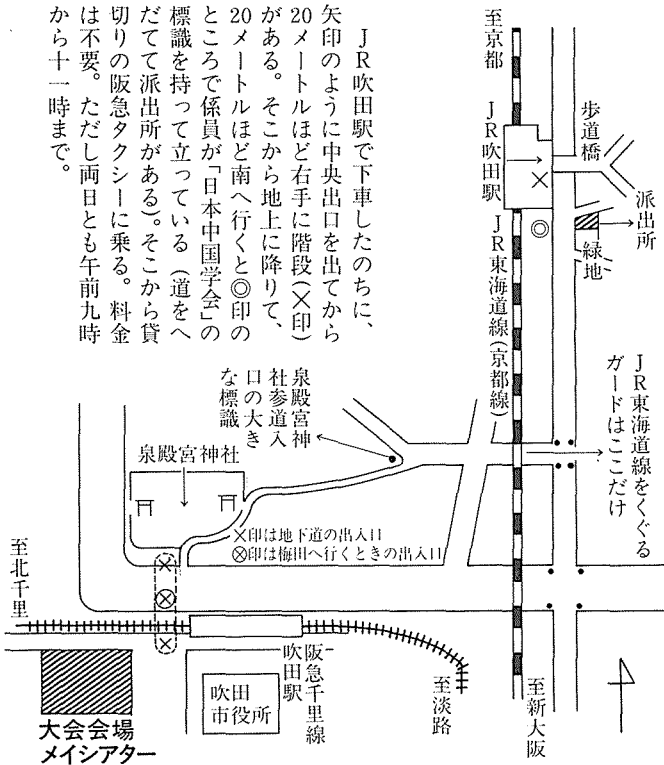 ＪＲ吹田駅で下車したのちに、
矢印のように中央出口を出てから
20メートルほど右手に階段(×印)
がある。そこから地上に降りて、
20メートルほど南へ行くと◎印の
ところで係員が「日本中国学会」の
標識を持って立っている(道をへ
だてて派出所がある)。そこから貸
切りの阪急タクシーに乗る。料金
は不要。ただし両日とも午前九時
から十一時まで。
至京都
ＪＲ吹田駅
歩道橋
派出所
緑地
ＪＲ東海道線(京都線)
ＪＲ東海道線をくぐる
ガードはここだけ
泉殿宮神
社参道入
口の大き
な標識
泉殿宮神社
×印は地下道の出入口
⊗印は梅田へ行くときの出入口
至北千里
阪急千里線
吹田駅
吹田
市役所
至淡路
至新大阪
大会会場
メイシアター